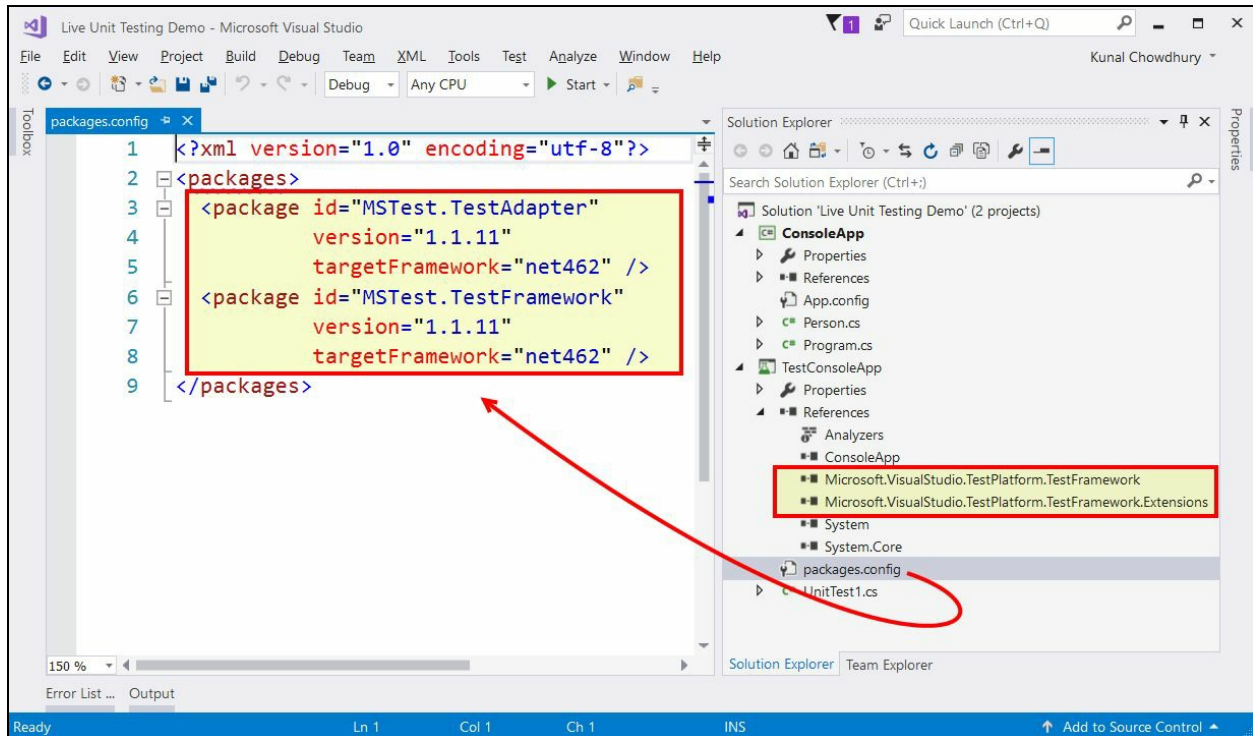 Live Unit Testing Demo - Microsoft Visual Studio
1
Quick Launch (Ctrl+Q)
File Edit View Project Build Debug Team XML Tools Test Analyze Window Help
Kunal Chowdhury
Debug Any CPU Start
Toolbox
packages.config
1 <?xml version="1.0" encoding="utf-8"?>
2 <packages>
3 <package id="MSTest.TestAdapter"
4 version="1.1.11"
5 targetFramework="net462" />
6 <package id="MSTest.TestFramework"
7 version="1.1.11"
8 targetFramework="net462" />
9 </packages>
150 %
Solution Explorer
Search Solution Explorer (Ctrl+;)
Solution 'Live Unit Testing Demo' (2 projects)
C# ConsoleApp
Properties
References
App.config
C# Person.cs
C# Program.cs
TestConsoleApp
Properties
References
Analyzers
ConsoleApp
Microsoft.VisualStudio.TestPlatform.TestFramework
Microsoft.VisualStudio.TestPlatform.TestFramework.Extensions
System
System.Core
packages.config
C# UnitTest1.cs
Solution Explorer Team Explorer
Properties
Error List ... Output
Ready Ln 1 Col 1 Ch 1 INS Add to Source Control